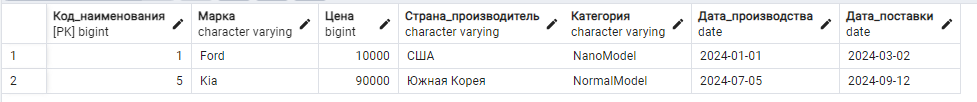 Код_наименования Марка Цена Страна_производитель Категория Дата_производства Дата_поставки
[PK] bigint character varying bigint character varying character varying date date
1 1 Ford 10000 США NanoModel 2024-01-01 2024-03-02
2 5 Kia 90000 Южная Корея NormalModel 2024-07-05 2024-09-12